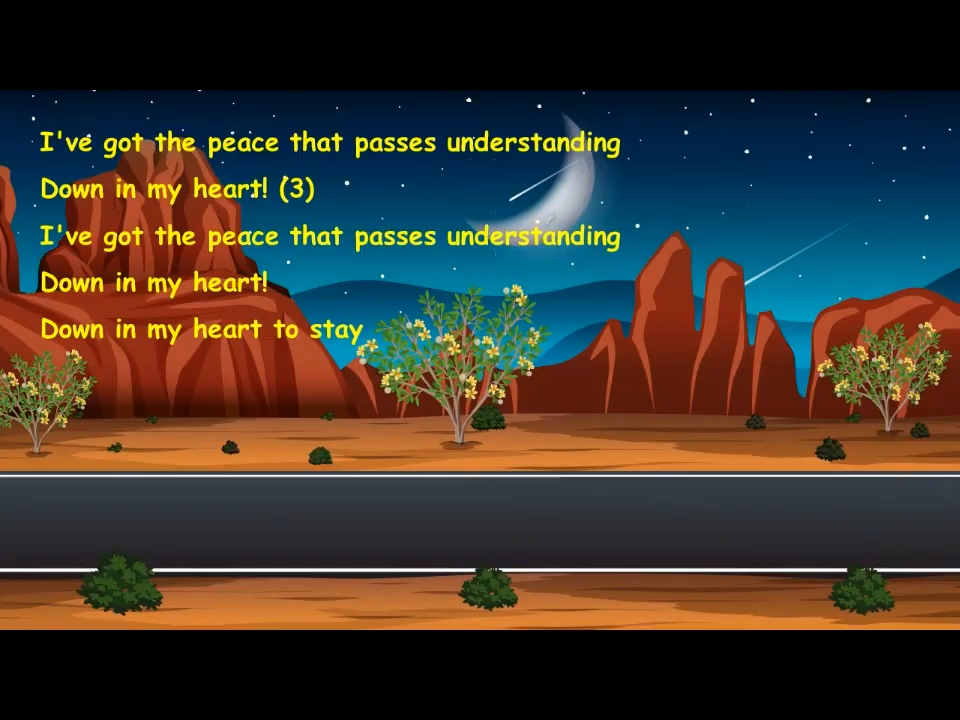 I've got the peace that passes understanding
Down in my heart! (3)
I've got the peace that passes understanding
Down in my heart!
Down in my heart to stay